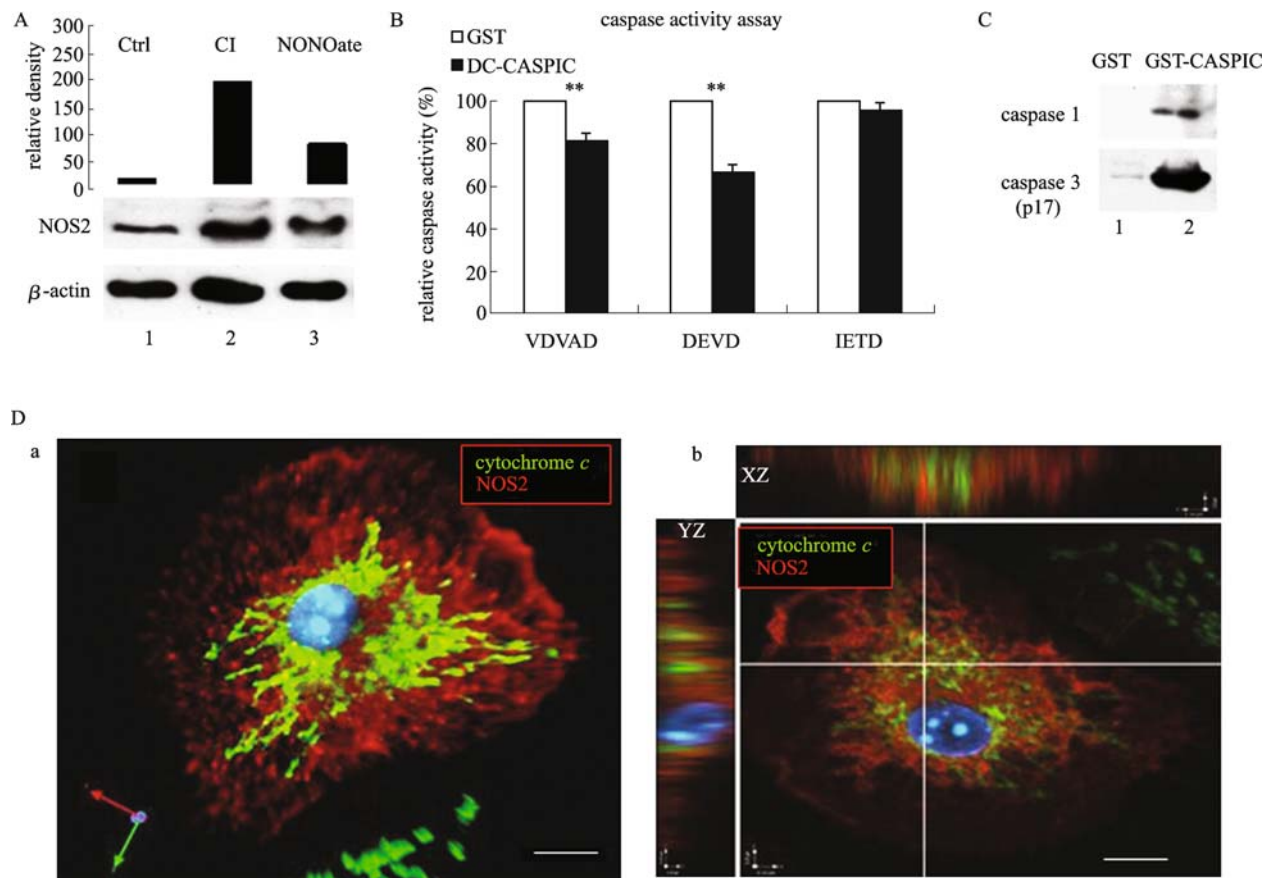 A
300
250
200
150
100
50
0
relative density
Ctrl CI NONOate
NOS2
β-actin
1 2 3
B
caspase activity assay
GST
DC-CASPIC
** **
100
80
60
40
20
0
relative caspase activity (%)
VDVAD DEVD IETD
C
GST GST-CASPIC
caspase 1
caspase 3
(p17)
1 2
D
a
cytochrome c
NOS2
b
XZ
YZ
cytochrome c
NOS2